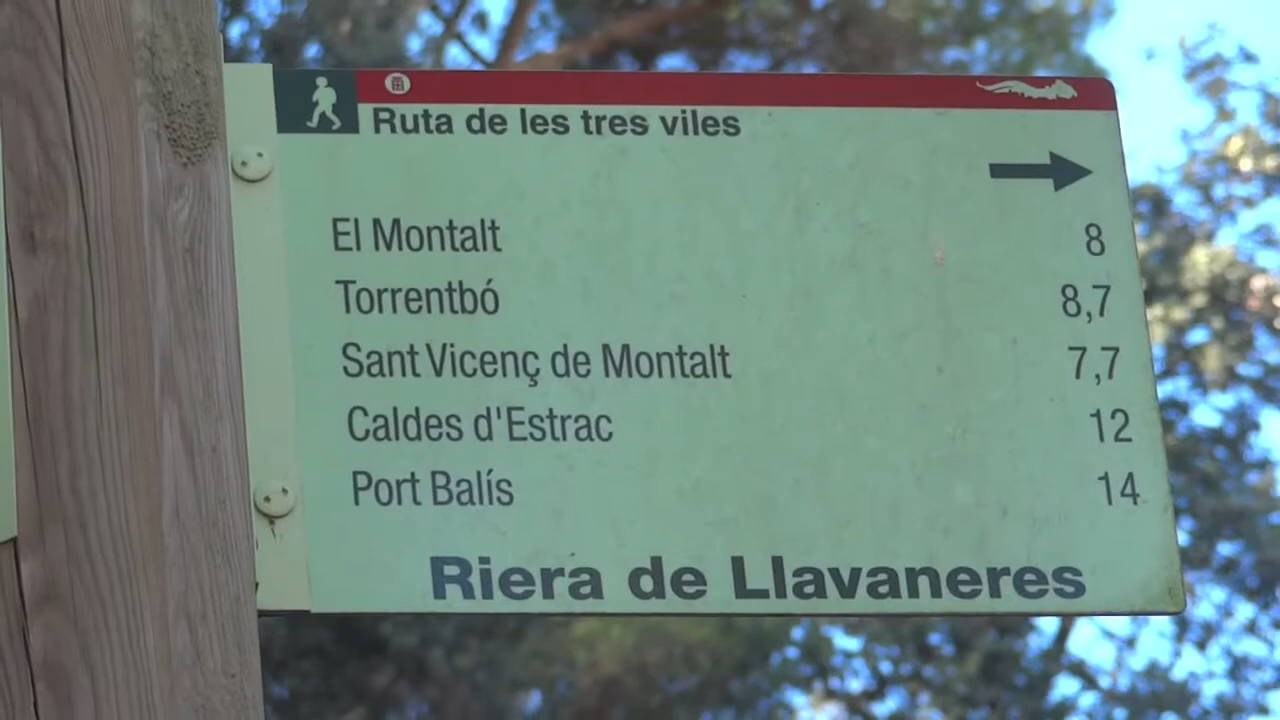 Ruta de les tres viles
El Montalt 8
Torrentbó 8,7
Sant Vicenç de Montalt 7,7
Caldes d'Estrac 12
Port Balís 14
Riera de Llavaneres